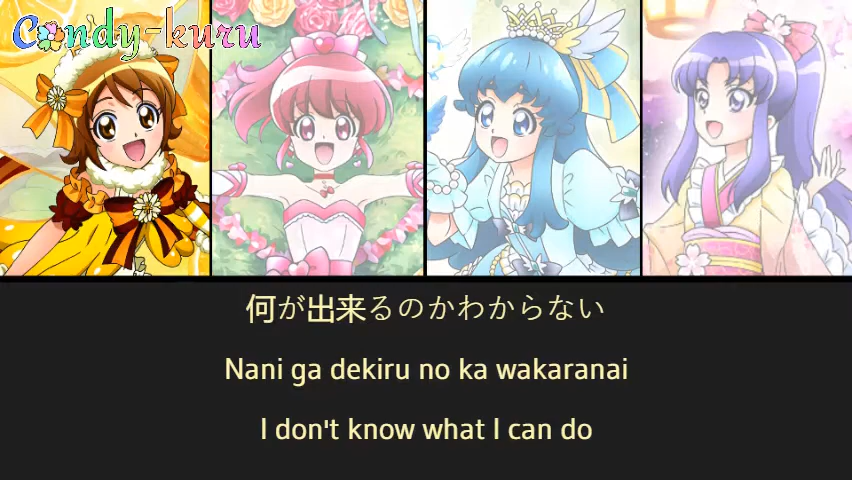 Candy-kuru
何が出来るのかわからない
Nani ga dekiru no ka wakaranai
I don't know what I can do